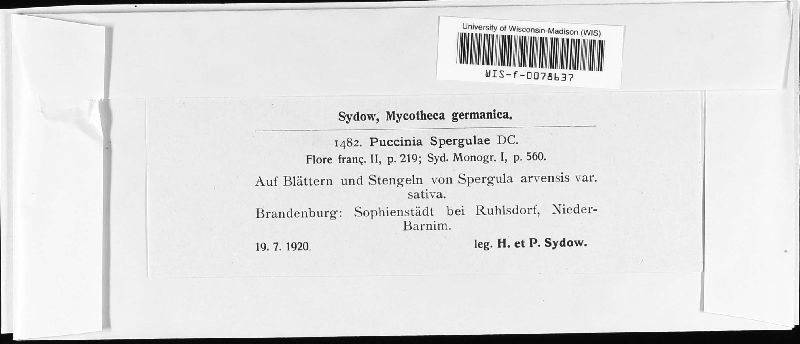 University of Wisconsin-Madison (WIS)
WIS-f-0078637
Sydow, Mycotheca germanica.
1482. Puccinia Spergulae DC.
Flore franç. II, p. 219; Syd. Monogr. I, p. 560.
Auf Blättern und Stengeln von Spergula arvensis var.
sativa.
Brandenburg: Sophienstädt bei Ruhlsdorf, Nieder-
Barnim.
19. 7. 1920. leg. H. et P. Sydow.